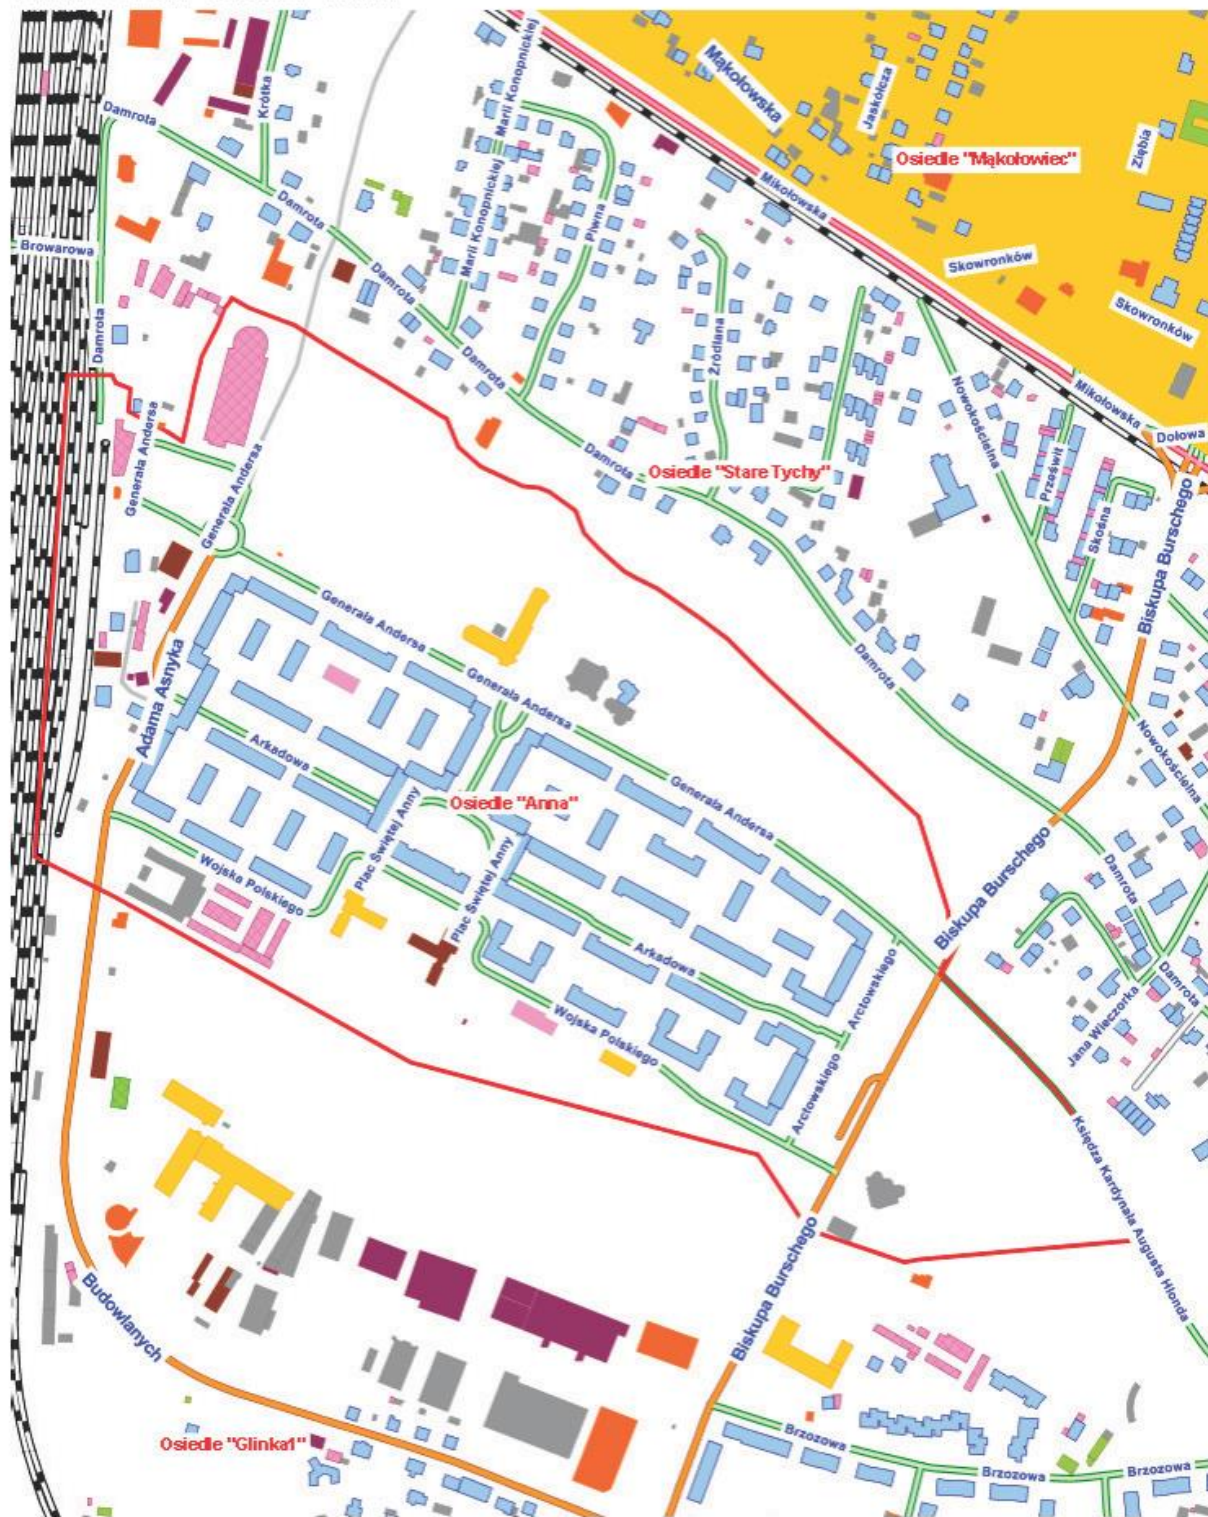 Marii Konopnickiej
Mąkołowska
Jaskółcza
Krótka
Damrota
Osiedle "Mąkołowiec"
Zięбia
Mikołowska
Damrota
Marii Konopnickiej
Piwna
Browarowa
Damrota
Skowronków
Źródlana
Skowronków
Damrota
Damrota
Nowokościelna
Mikołowska
Dołowa
Generała Andersa
Generała Andersa
Damrota
Osiedle "Stare Tychy"
Prześwit
Skośna
Biskupa Burschego
Generała Andersa
Generała Andersa
Damrota
Adama Asnyka
Arkadowa
Nowokościelna
Osiedle "Anna"
Plac Świętej Anny
Generała Andersa
Plac Świętej Anny
Wojska Polskiego
Biskupa Burschego
Damrota
Arkadowa
Arctowskiego
Damrota
Jana Wieczorka
Wojska Polskiego
Arctowskiego
Księdza Kardynała Augusta Hlonda
Biskupa Burschego
Budowlanych
Osiedle "Glinka1"
Brzozowa
Brzozowa
Brzozowa